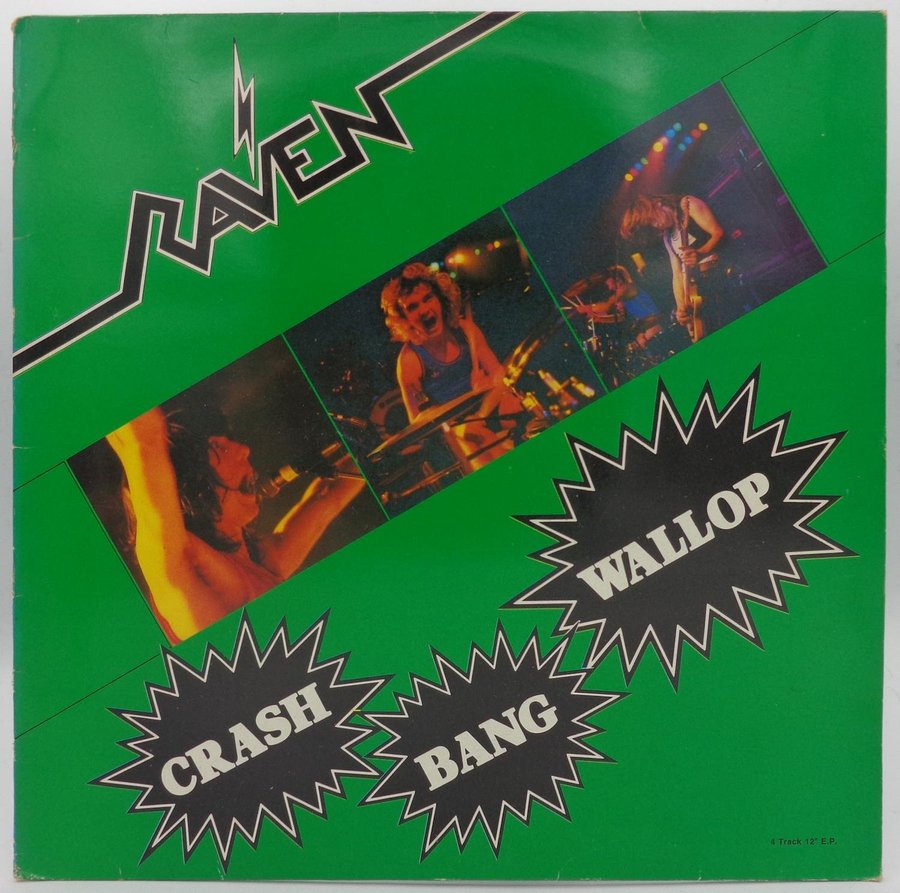 RAVEN
CRASH
BANG
WALLOP
4 Track 12" E.P.